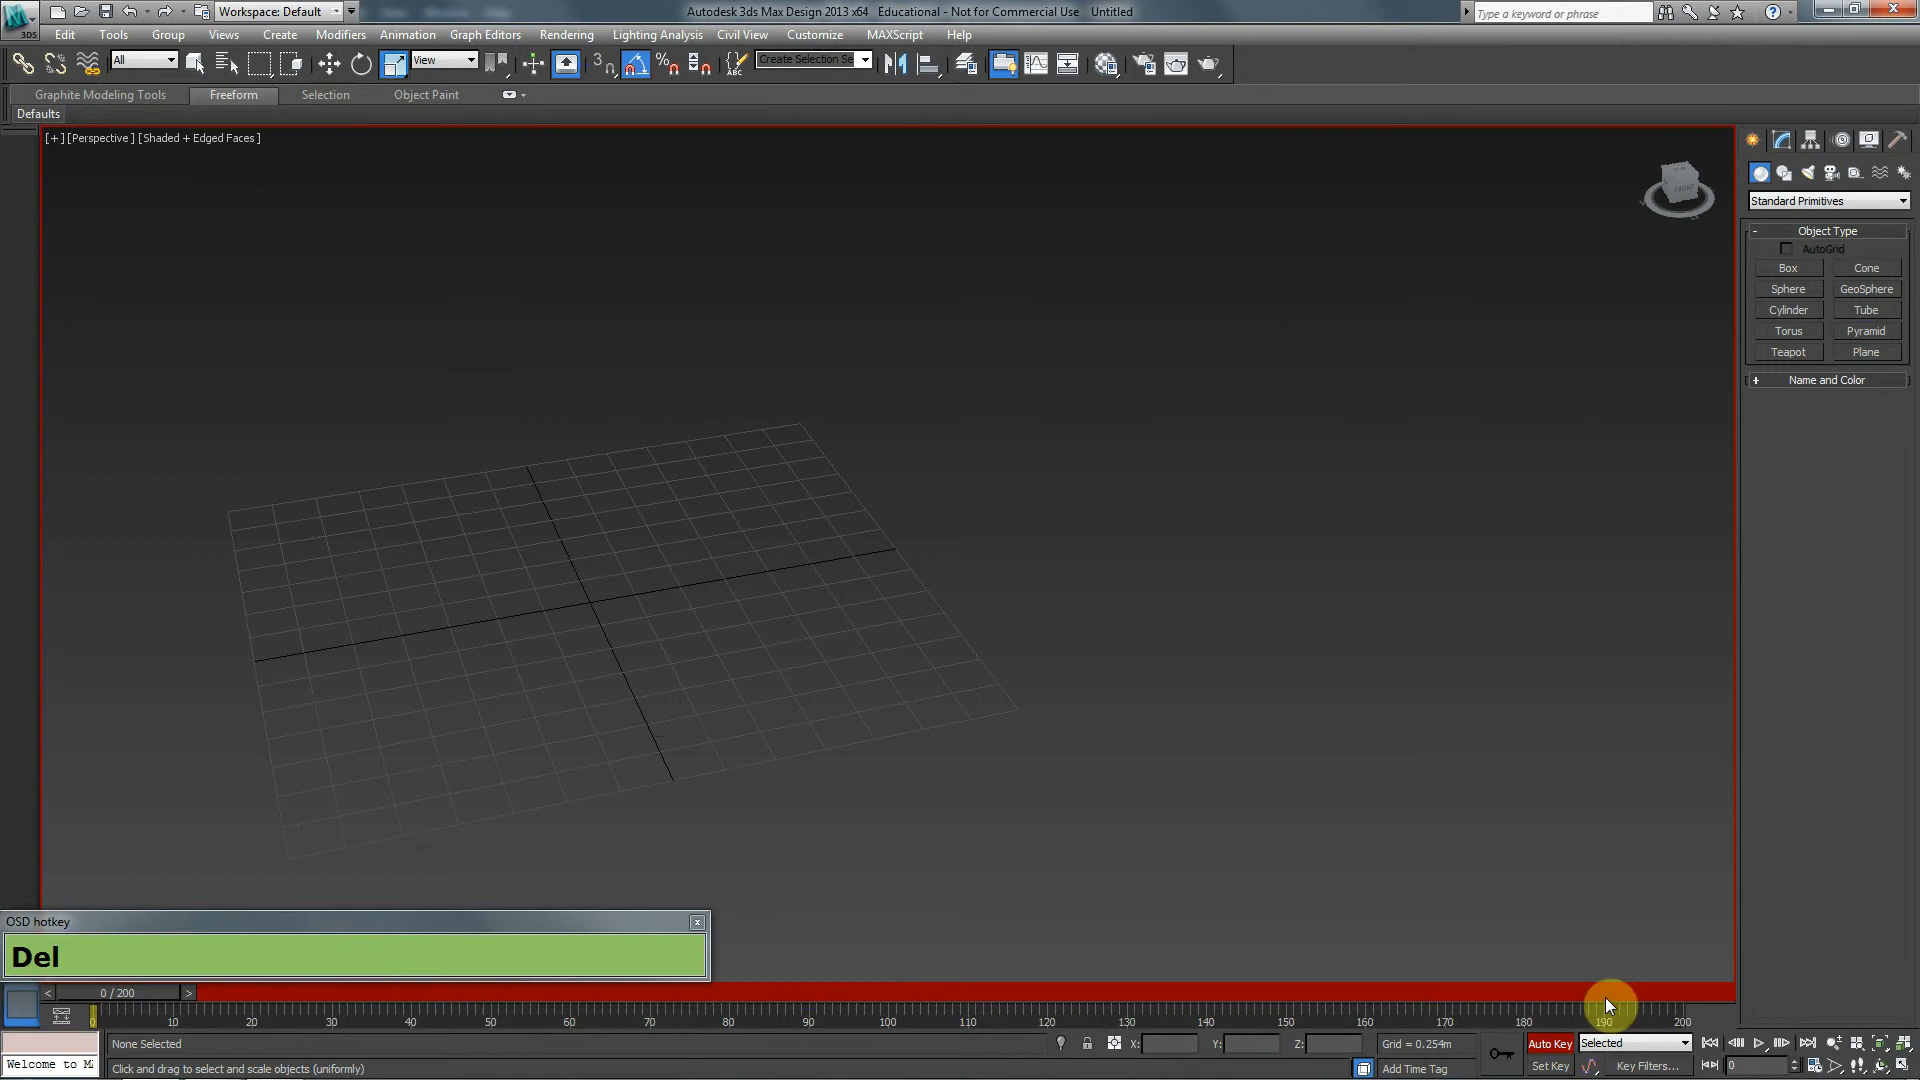 Workspace: Default
Autodesk 3ds Max Design 2013 x64 Educational - Not for Commercial Use Untitled
Type a keyword or phrase
3DS
Edit Tools Group Views Create Modifiers Animation Graph Editors Rendering Lighting Analysis Civil View Customize MAXScript Help
All
View
3
%
ABC
Create Selection Se
Graphite Modeling Tools Freeform Selection Object Paint
Defaults
[+] [Perspective] [Shaded + Edged Faces]
FRONT
Standard Primitives
- Object Type
AutoGrid
Box Cone
Sphere GeoSphere
Cylinder Tube
Torus Pyramid
Teapot Plane
+ Name and Color
OSD hotkey x
Del
< 0 / 200 >
0 10 20 30 40 50 60 70 80 90 100 110 120 130 140 150 160 170 180 190 200
None Selected X: Y: Z: Grid = 0.254m Auto Key Selected
Welcome to Mi
Click and drag to select and scale objects (uniformly) Add Time Tag Set Key Key Filters... 0